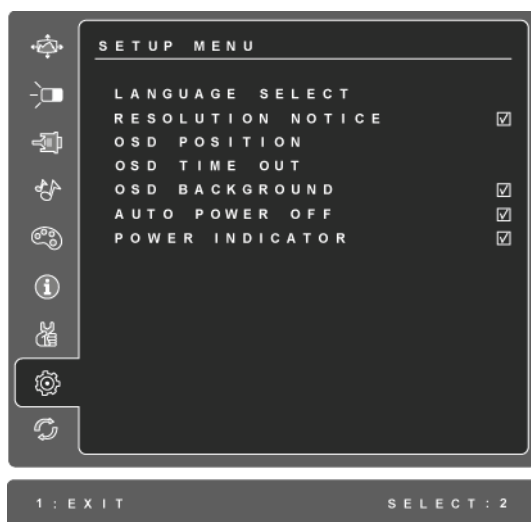 SETUP MENU
LANGUAGE SELECT
RESOLUTION NOTICE
OSD POSITION
OSD TIME OUT
OSD BACKGROUND
AUTO POWER OFF
POWER INDICATOR
1:EXIT SELECT:2